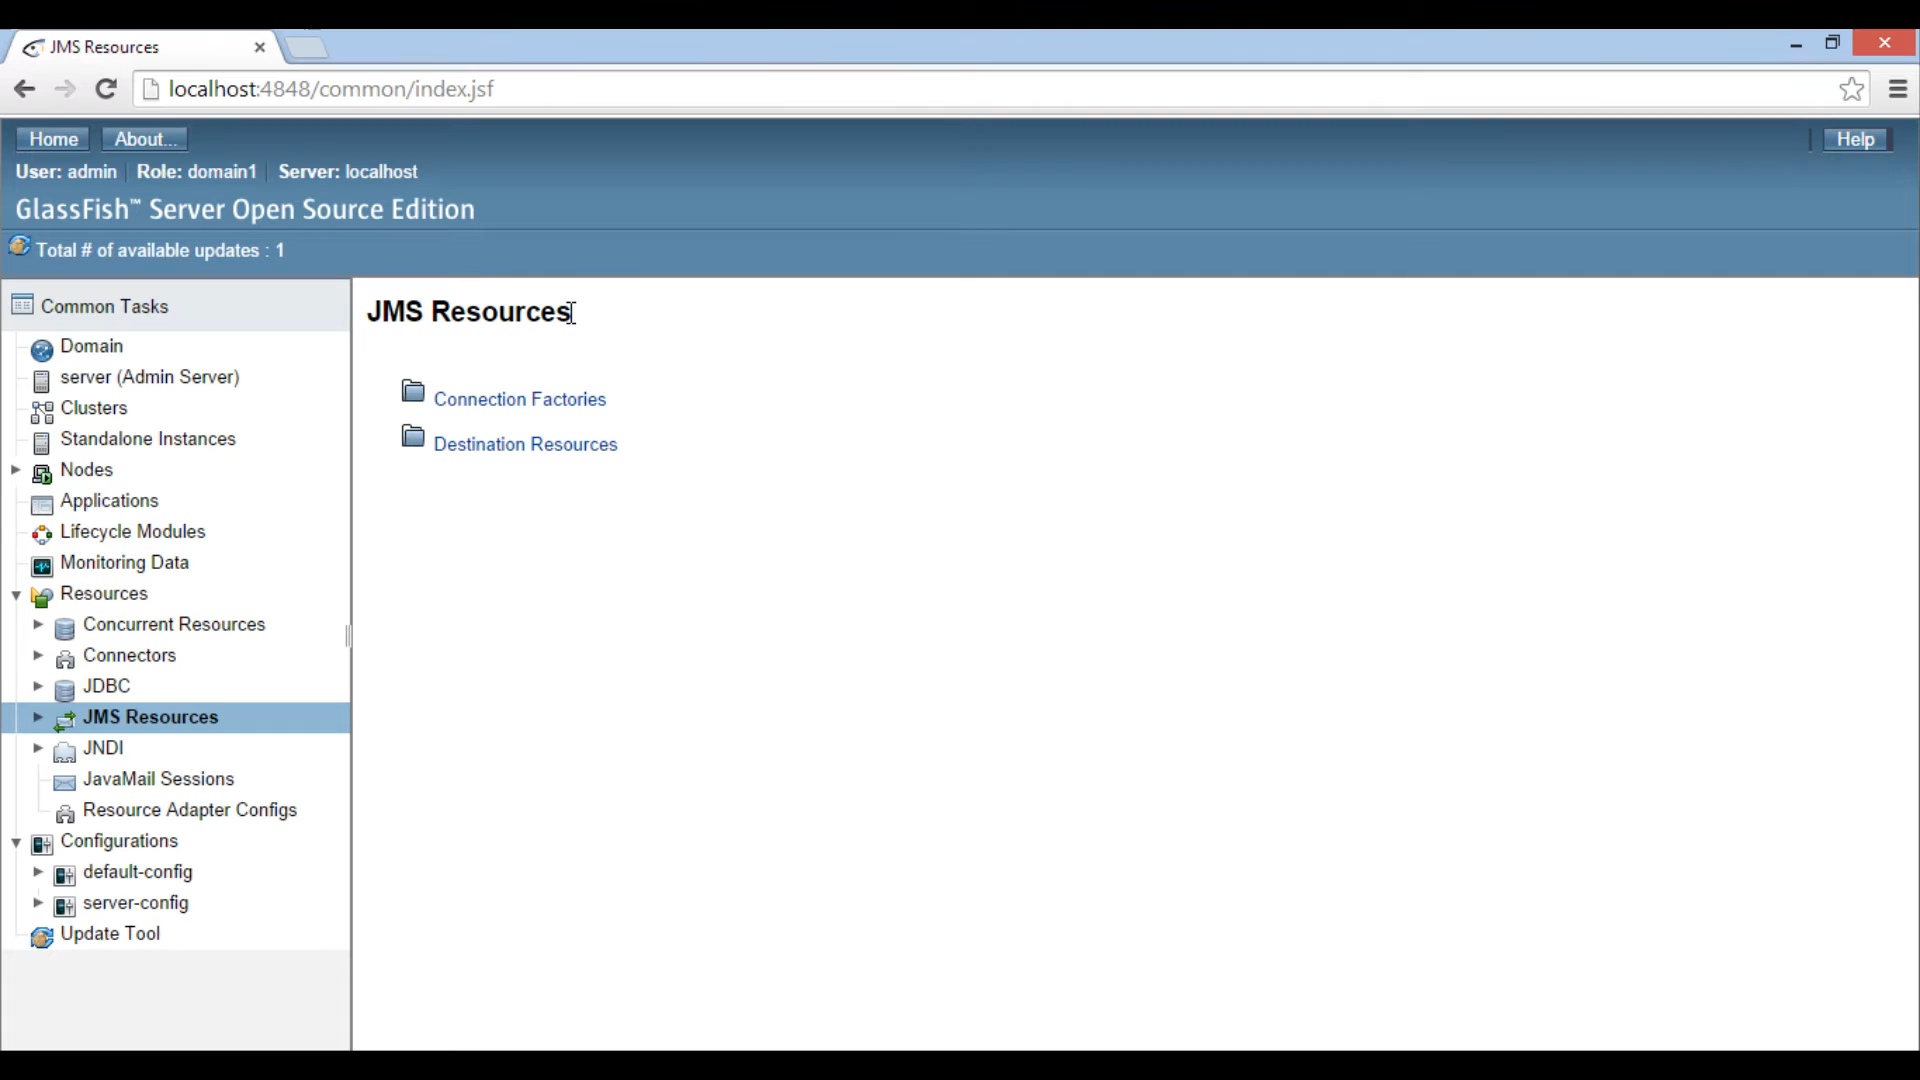 JMS Resources
localhost:4848/common/index.jsf
Home About... Help
User: admin Role: domain1 Server: localhost
GlassFish™ Server Open Source Edition
Total # of available updates : 1
Common Tasks
Domain
server (Admin Server)
Clusters
Standalone Instances
Nodes
Applications
Lifecycle Modules
Monitoring Data
Resources
Concurrent Resources
Connectors
JDBC
JMS Resources
JNDI
JavaMail Sessions
Resource Adapter Configs
Configurations
default-config
server-config
Update Tool
JMS Resources
Connection Factories
Destination Resources